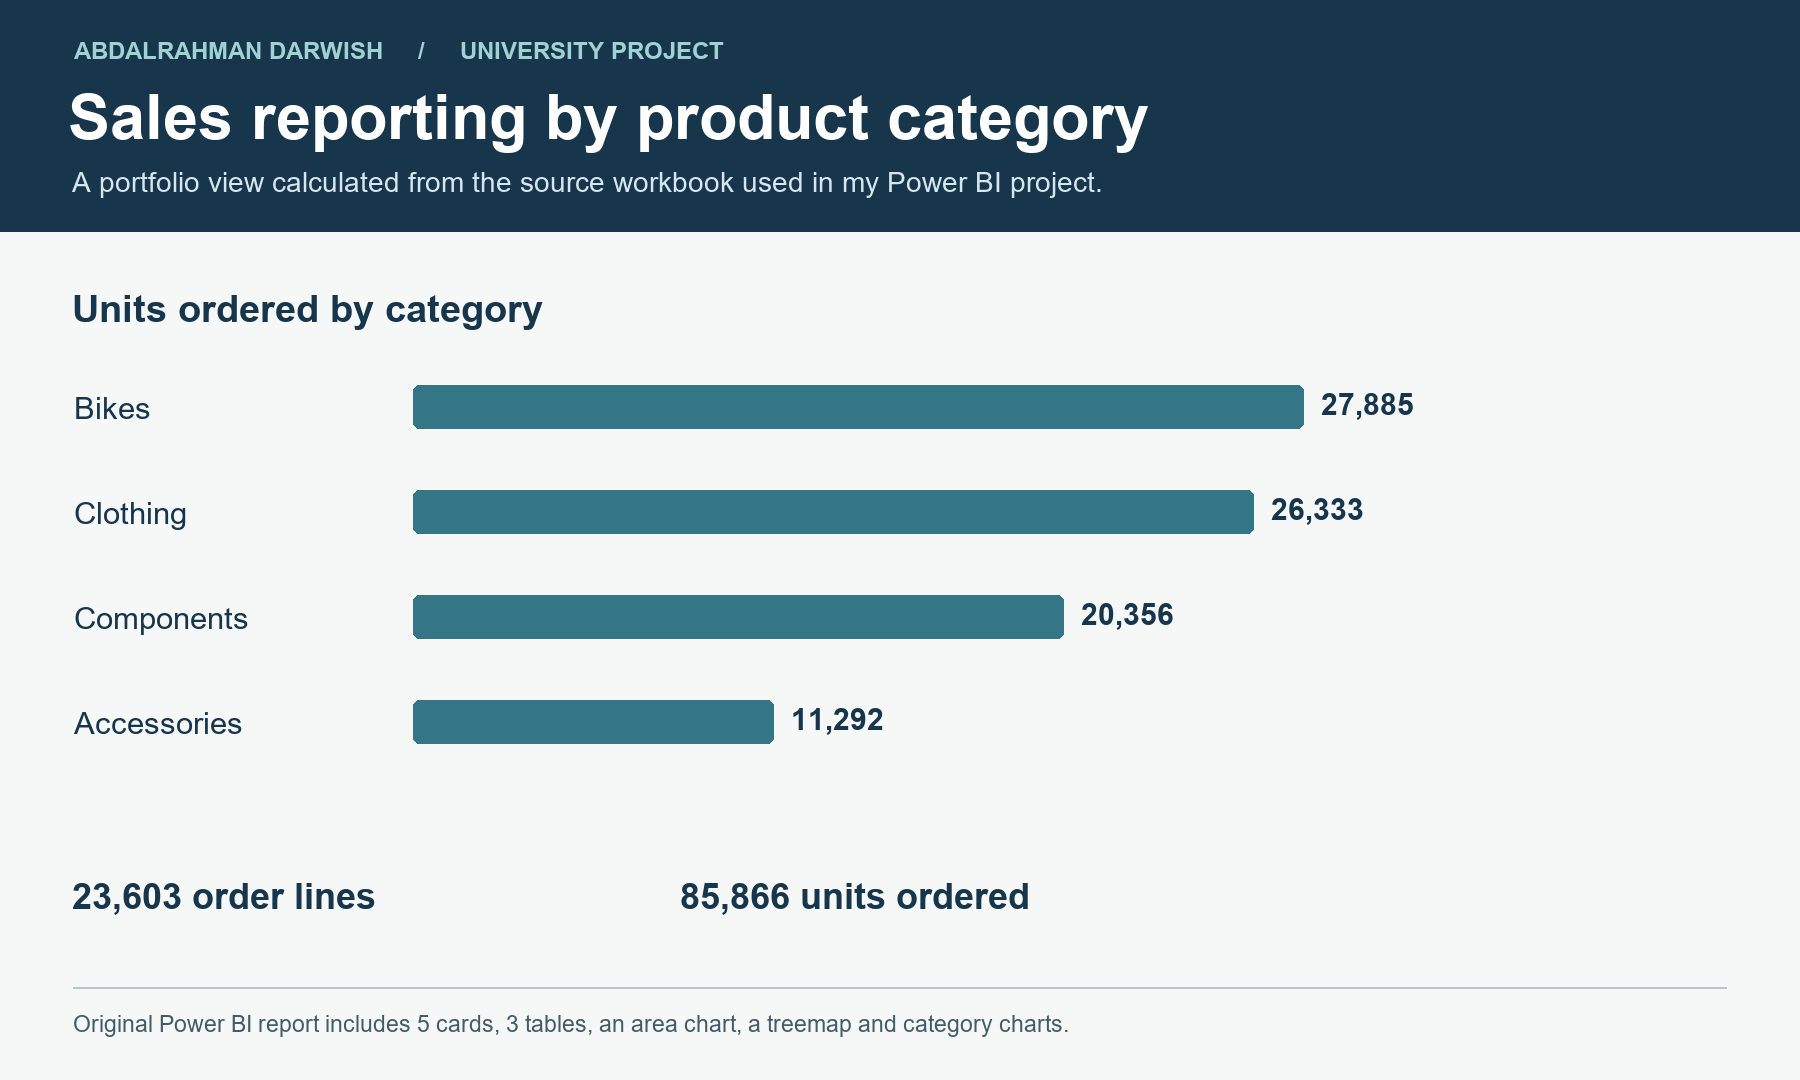 ABDALRAHMAN DARWISH / UNIVERSITY PROJECT
Sales reporting by product category
A portfolio view calculated from the source workbook used in my Power BI project.
Units ordered by category
Bikes 27,885
Clothing 26,333
Components 20,356
Accessories 11,292
23,603 order lines 85,866 units ordered
Original Power BI report includes 5 cards, 3 tables, an area chart, a treemap and category charts.